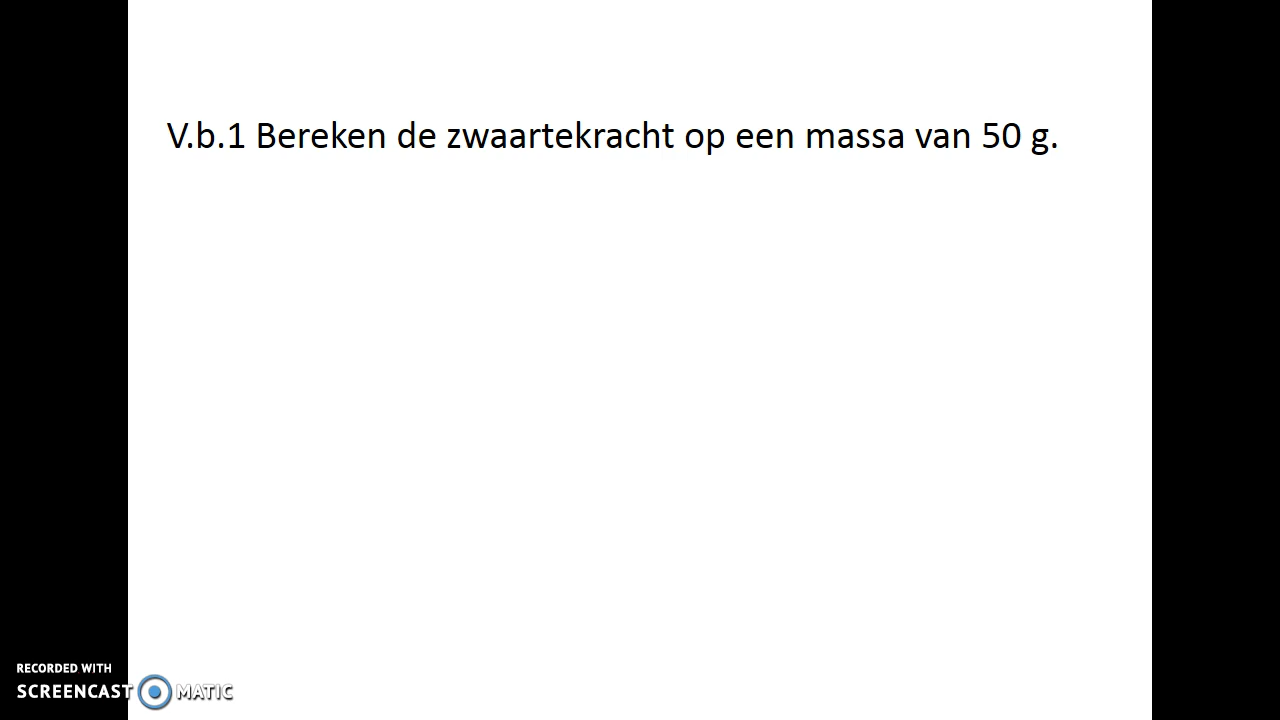 V.b.1 Bereken de zwaartekracht op een massa van 50 g.
RECORDED WITH
SCREENCAST MATIC